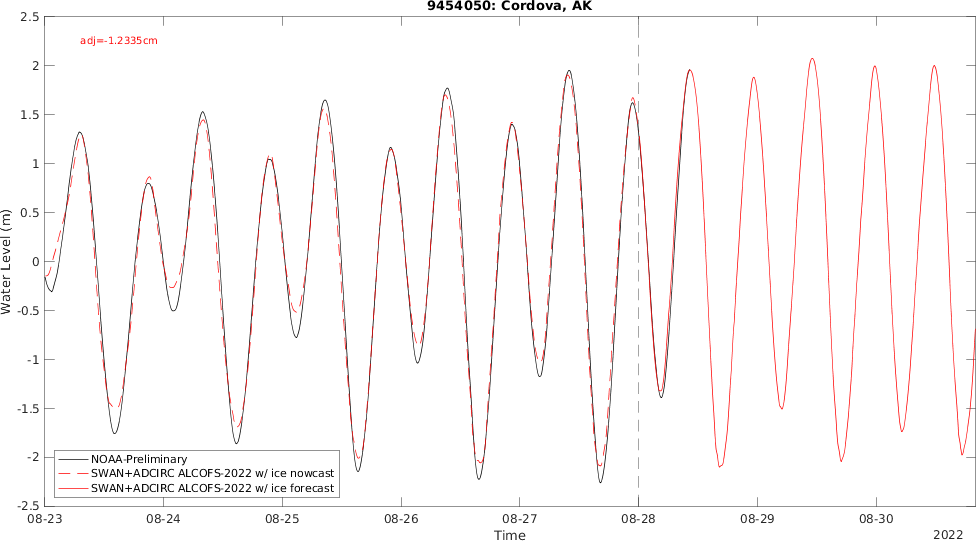 9454050: Cordova, AK
adj=-1.2335cm
Water Level (m)
2.5
2
1.5
1
0.5
0
-0.5
-1
-1.5
-2
-2.5
NOAA-Preliminary
SWAN+ADCIRC ALCOFS-2022 w/ ice nowcast
SWAN+ADCIRC ALCOFS-2022 w/ ice forecast
08-23 08-24 08-25 08-26 08-27 08-28 08-29 08-30
Time
2022